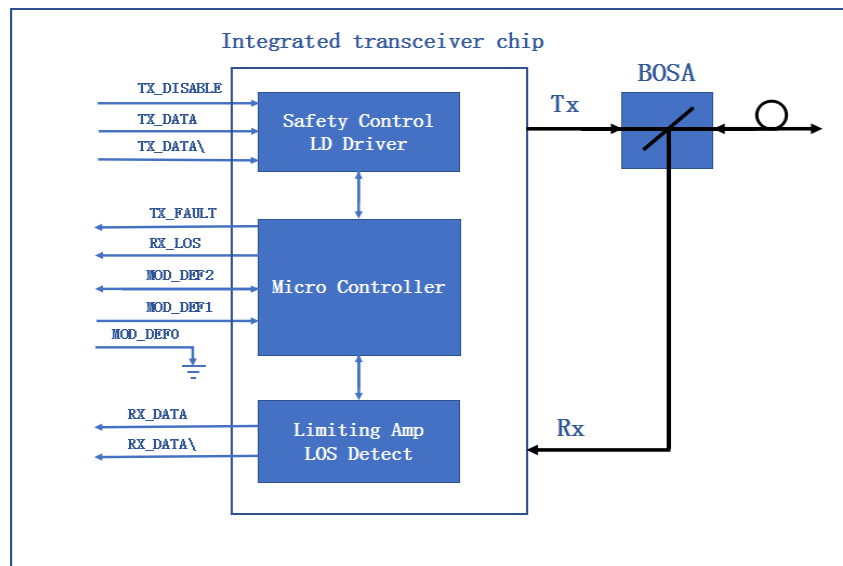 Integrated transceiver chip
BOSA
TX_DISABLE
TX_DATA
TX_DATA\
Safety Control
LD Driver
Tx
TX_FAULT
RX_LOS
MOD_DEF2
MOD_DEF1
MOD_DEF0
Micro Controller
RX_DATA
RX_DATA\
Limiting Amp
LOS Detect
Rx